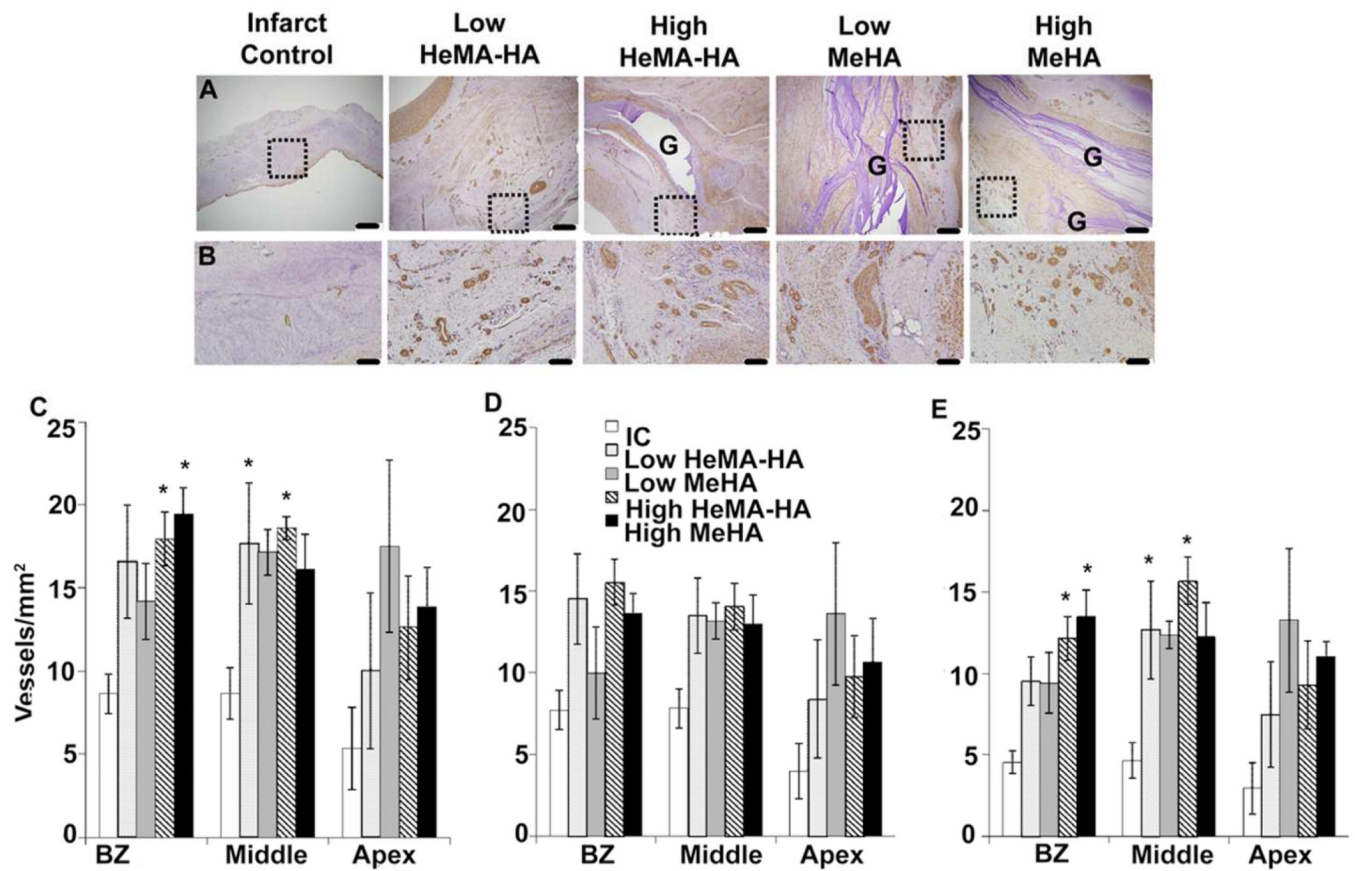 Infarct
Control
Low
HeMA-HA
High
HeMA-HA
Low
MeHA
High
MeHA
A
G
G
G
G
B
C
Vessels/mm²
25
20
15
10
5
0
BZ
Middle
Apex
*
*
*
*
D
25
20
15
10
5
0
BZ
Middle
Apex
IC
Low HeMA-HA
Low MeHA
High HeMA-HA
High MeHA
E
25
20
15
10
5
0
BZ
Middle
Apex
*
*
*
*